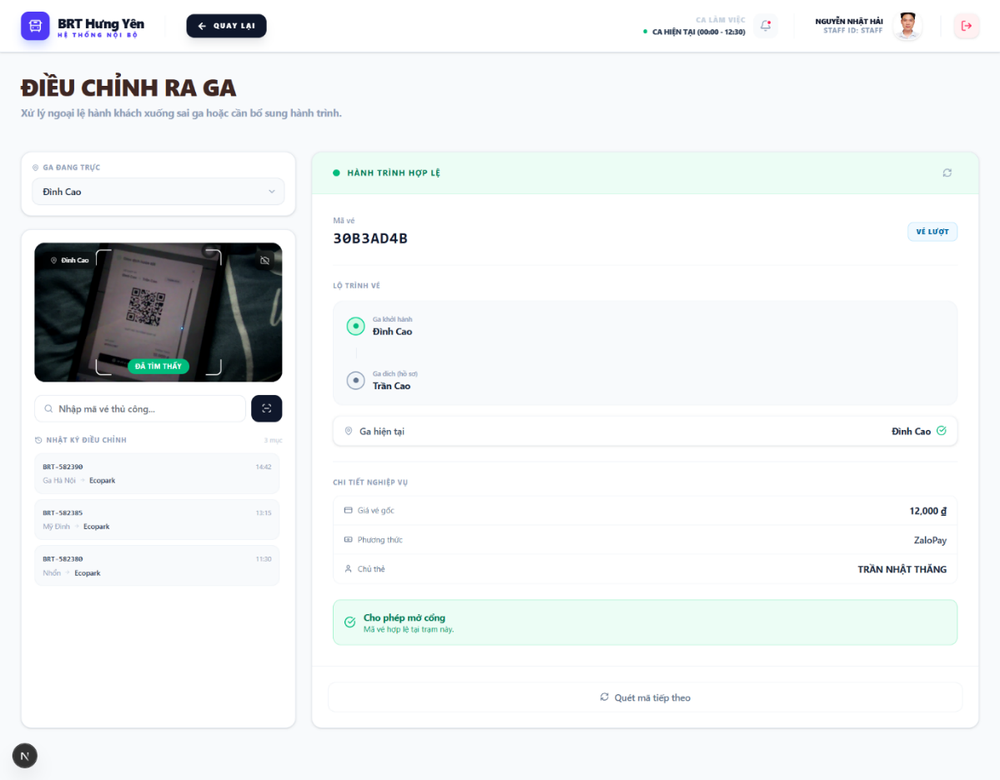 BRT Hưng Yên
HỆ THỐNG NỘI BỘ
QUAY LẠI
CA LÀM VIỆC
CA HIỆN TẠI (00:00 - 12:30)
NGUYỄN NHẬT HẢI
STAFF ID: STAFF
ĐIỀU CHỈNH RA GA
Xử lý ngoại lệ hành khách xuống sai ga hoặc cần bổ sung hành trình.
GA ĐANG TRỰC
Đình Cao
Đình Cao
ĐÃ TÌM THẤY
Nhập mã vé thủ công...
NHẬT KÝ ĐIỀU CHỈNH
3 mục
BRT-582390
14:42
Ga Hà Nội → Ecopark
BRT-582385
13:15
Mỹ Đình → Ecopark
BRT-582380
11:30
Nhổn → Ecopark
HÀNH TRÌNH HỢP LỆ
Mã vé
30B3AD4B
VÉ LƯỢT
LỘ TRÌNH VÉ
Ga khởi hành
Đình Cao
Ga đích (hồ sơ)
Trần Cao
Ga hiện tại
Đình Cao
CHI TIẾT NGHIỆP VỤ
Giá vé gốc
12,000 ₫
Phương thức
ZaloPay
Chủ thẻ
TRẦN NHẬT THĂNG
Cho phép mở cổng
Mã vé hợp lệ tại trạm này.
Quét mã tiếp theo
N